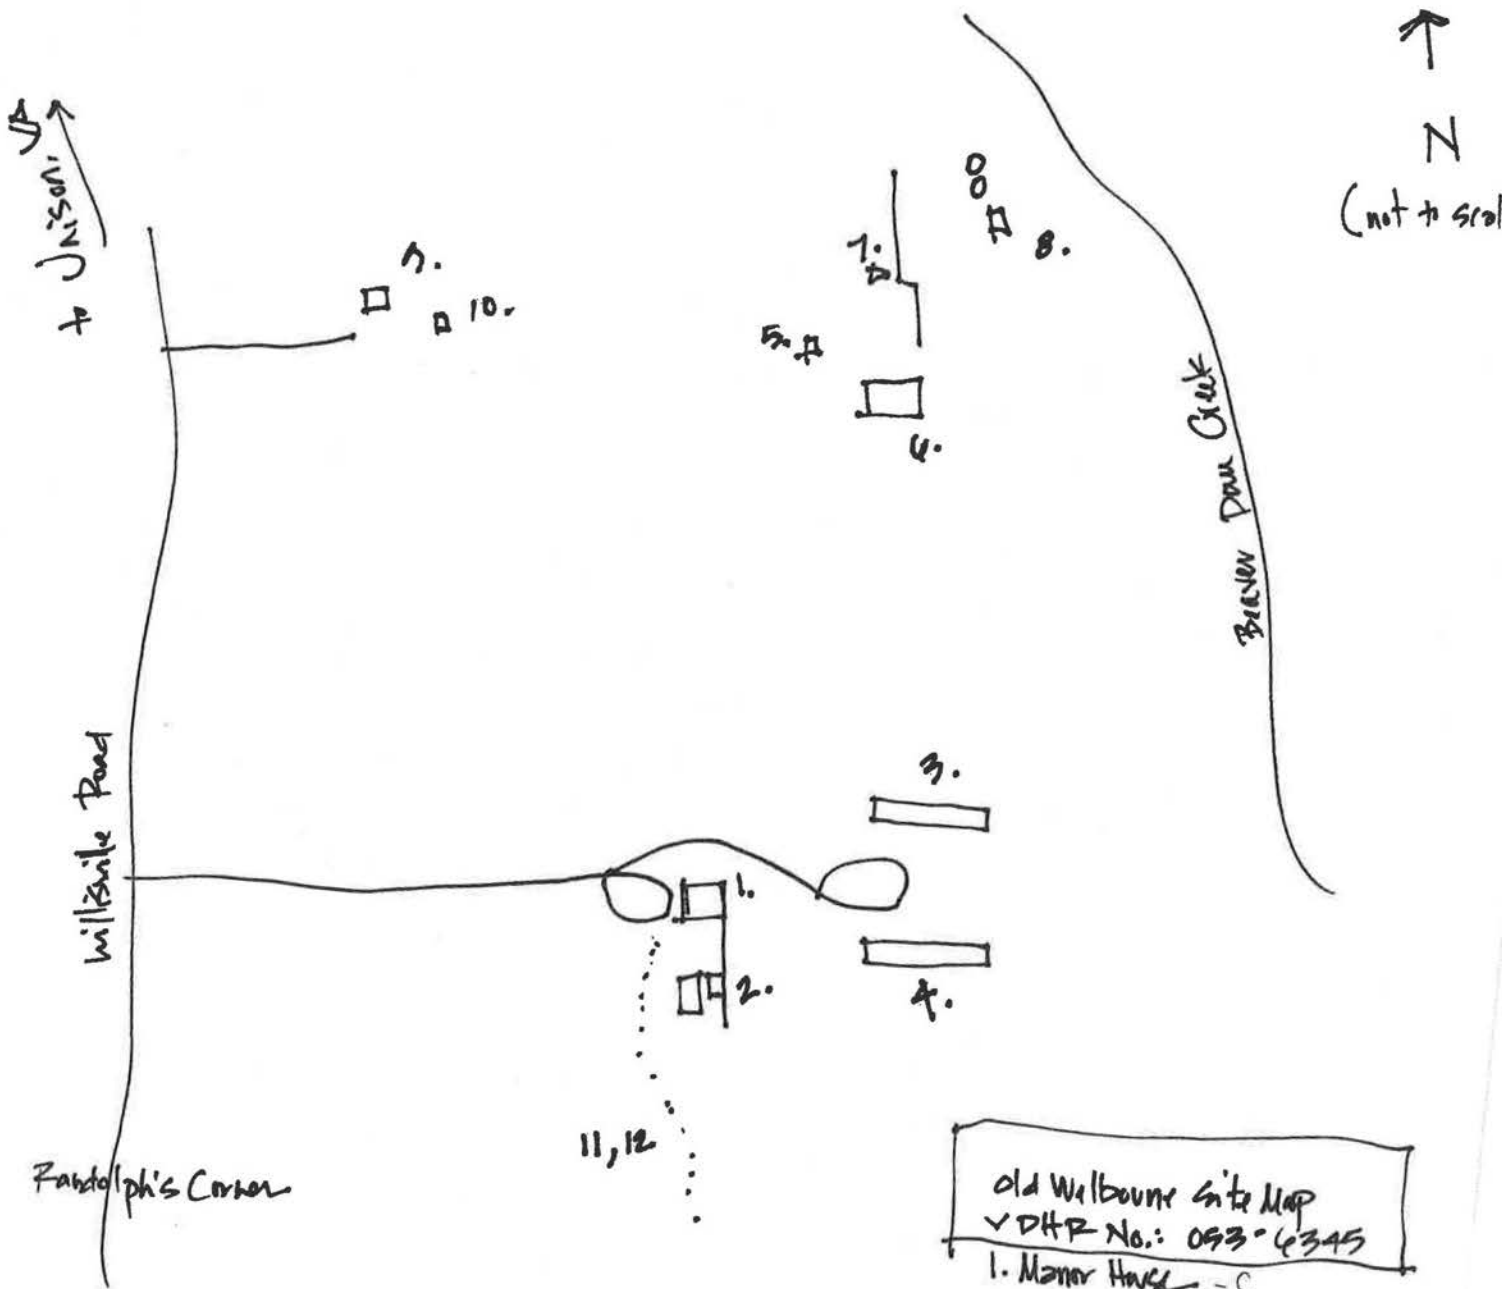 N
(not to scal
to Unison, VA
9.
10.
7.
8.
5.
6.
Beaver Dam Creek
Willisville Road
3.
1.
2.
4.
11, 12
Randolph's Corner
Old Welbourne Site Map
VDHR No.: 053-6345
1. Manor House - C